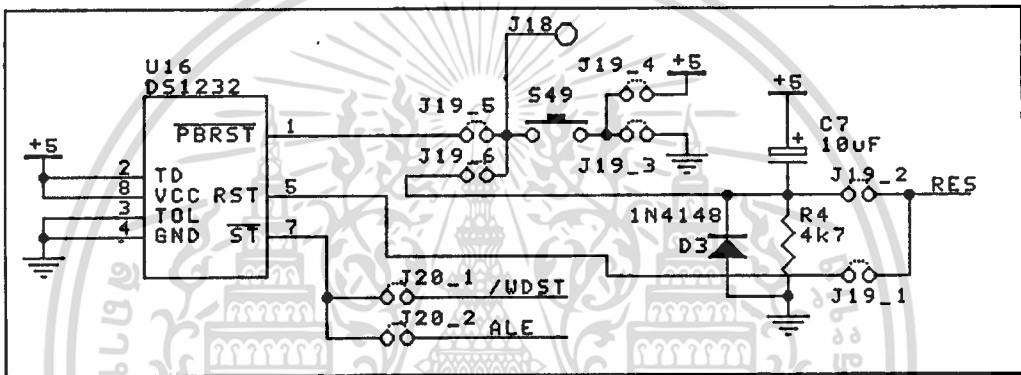 J18
U16
DS1232
J19_4
+5
+5
J19_5
S49
PBRST
1
C7
10uF
+
+5
J19_6
J19_3
2
TD
8
VCC
RST
5
J19_2
RES
3
TOL
1N4148
R4
4k7
4
GND
ST
7
D3
J20_1
/WDST
J19_1
J20_2
ALE